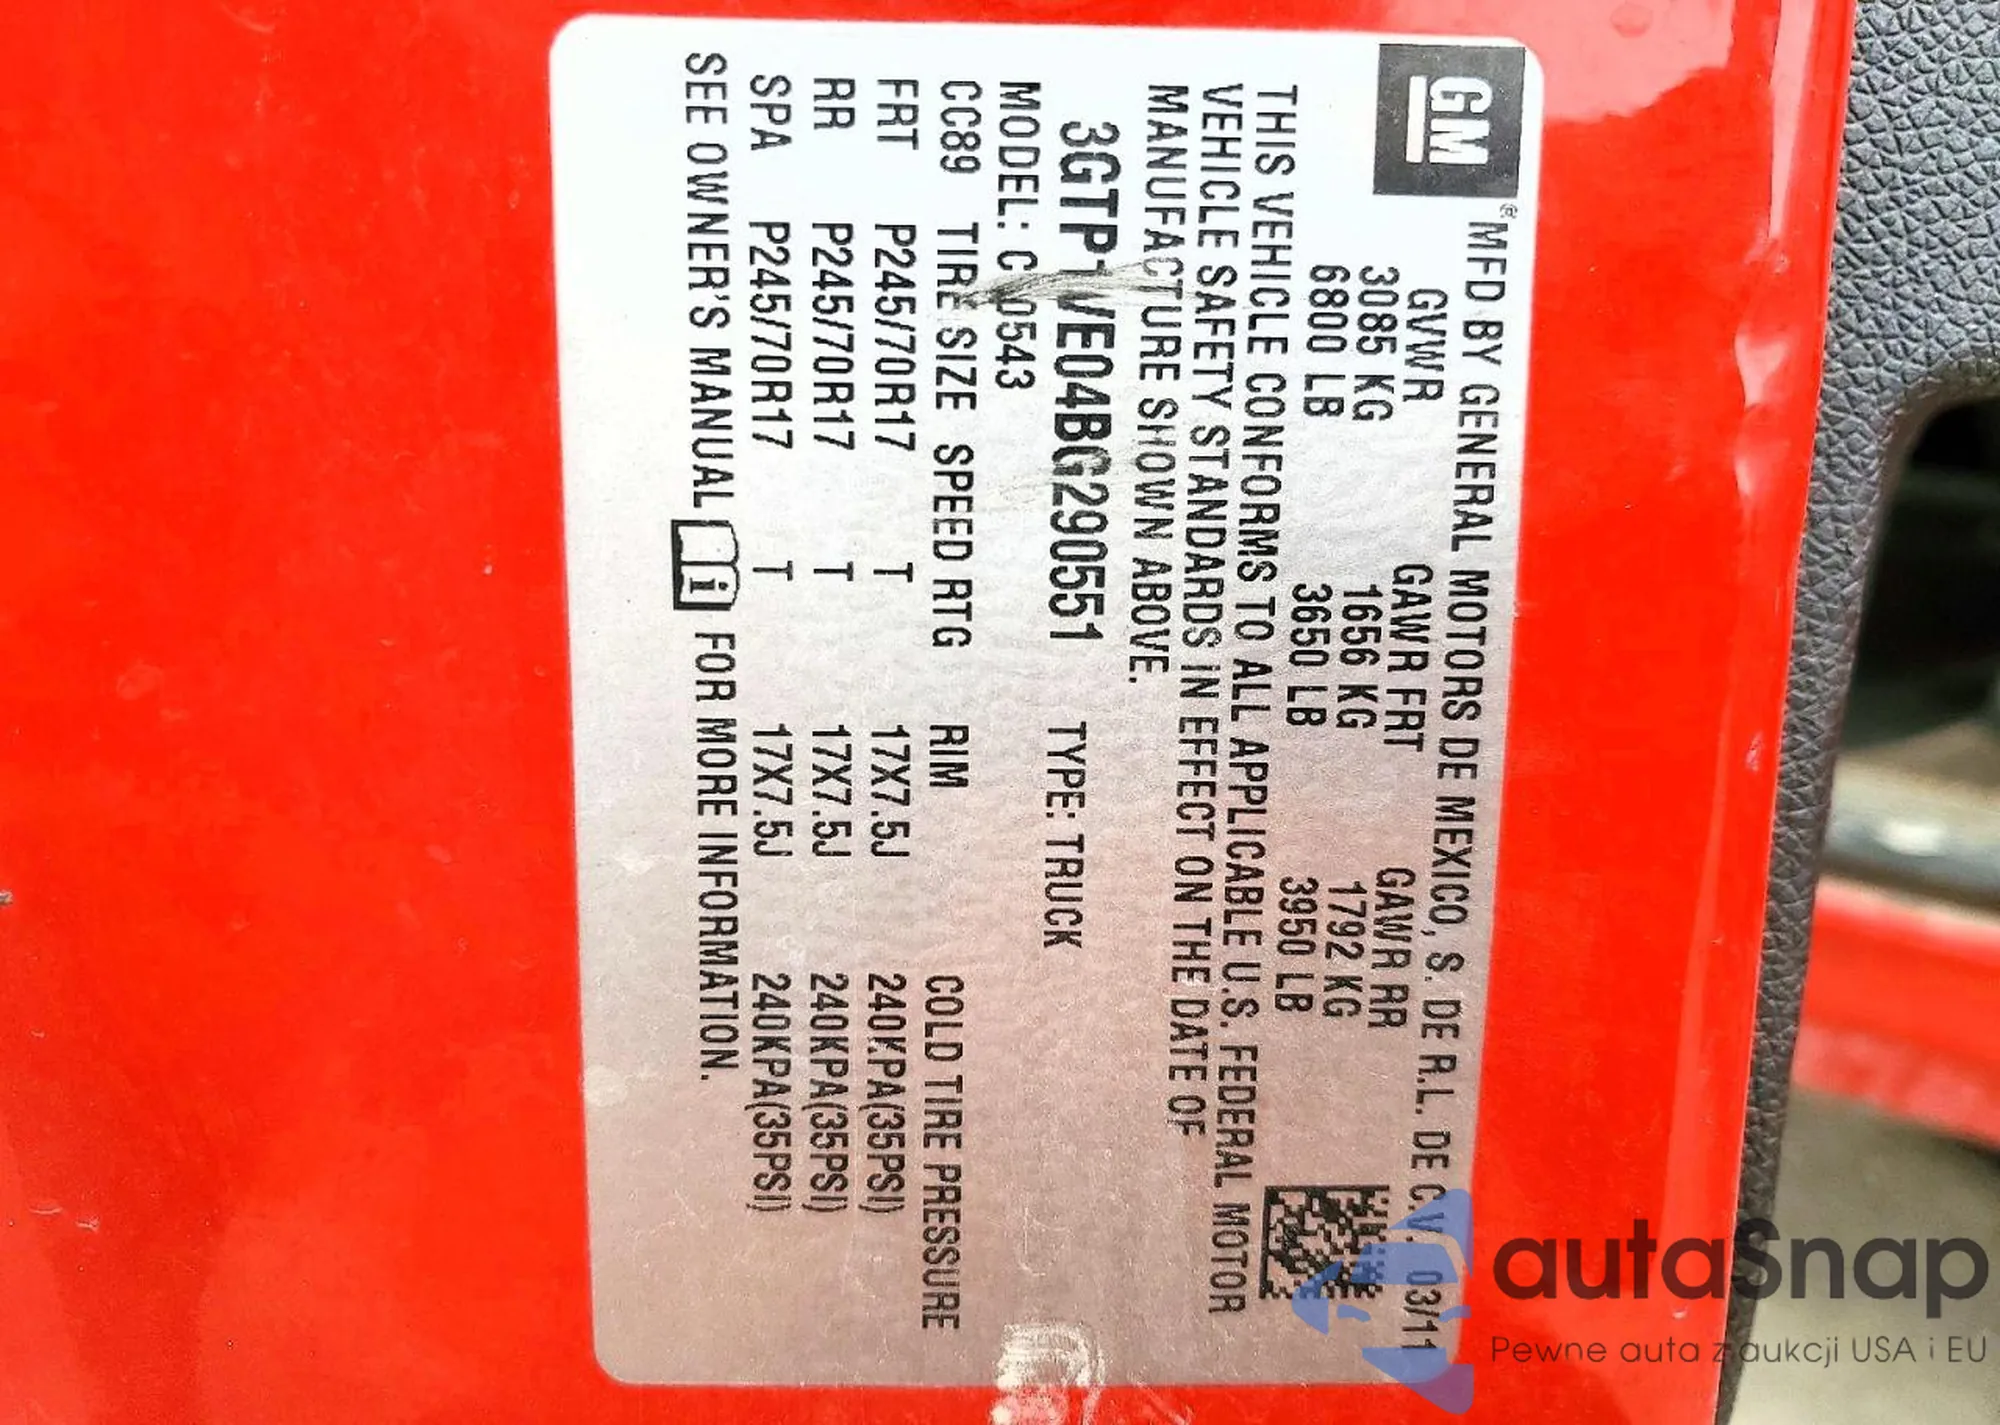 GM
®MFD BY GENERAL MOTORS DE MEXICO, S. DE R.L. DE C.V. 03/11
GVWR GAWR FRT GAWR RR
3085 KG 1656 KG 1792 KG
6800 LB 3650 LB 3950 LB
THIS VEHICLE CONFORMS TO ALL APPLICABLE U.S. FEDERAL MOTOR
VEHICLE SAFETY STANDARDS IN EFFECT ON THE DATE OF
MANUFACTURE SHOWN ABOVE.
3GTP1VE04BG290551 TYPE: TRUCK
MODEL: C 0543
CC89 TIRE SIZE SPEED RTG RIM COLD TIRE PRESSURE
FRT P245/70R17 T 17X7.5J 240KPA(35PSI)
RR P245/70R17 T 17X7.5J 240KPA(35PSI)
SPA P245/70R17 T 17X7.5J 240KPA(35PSI)
SEE OWNER'S MANUAL i FOR MORE INFORMATION.
autaSnap
Pewne auta z aukcji USA i EU